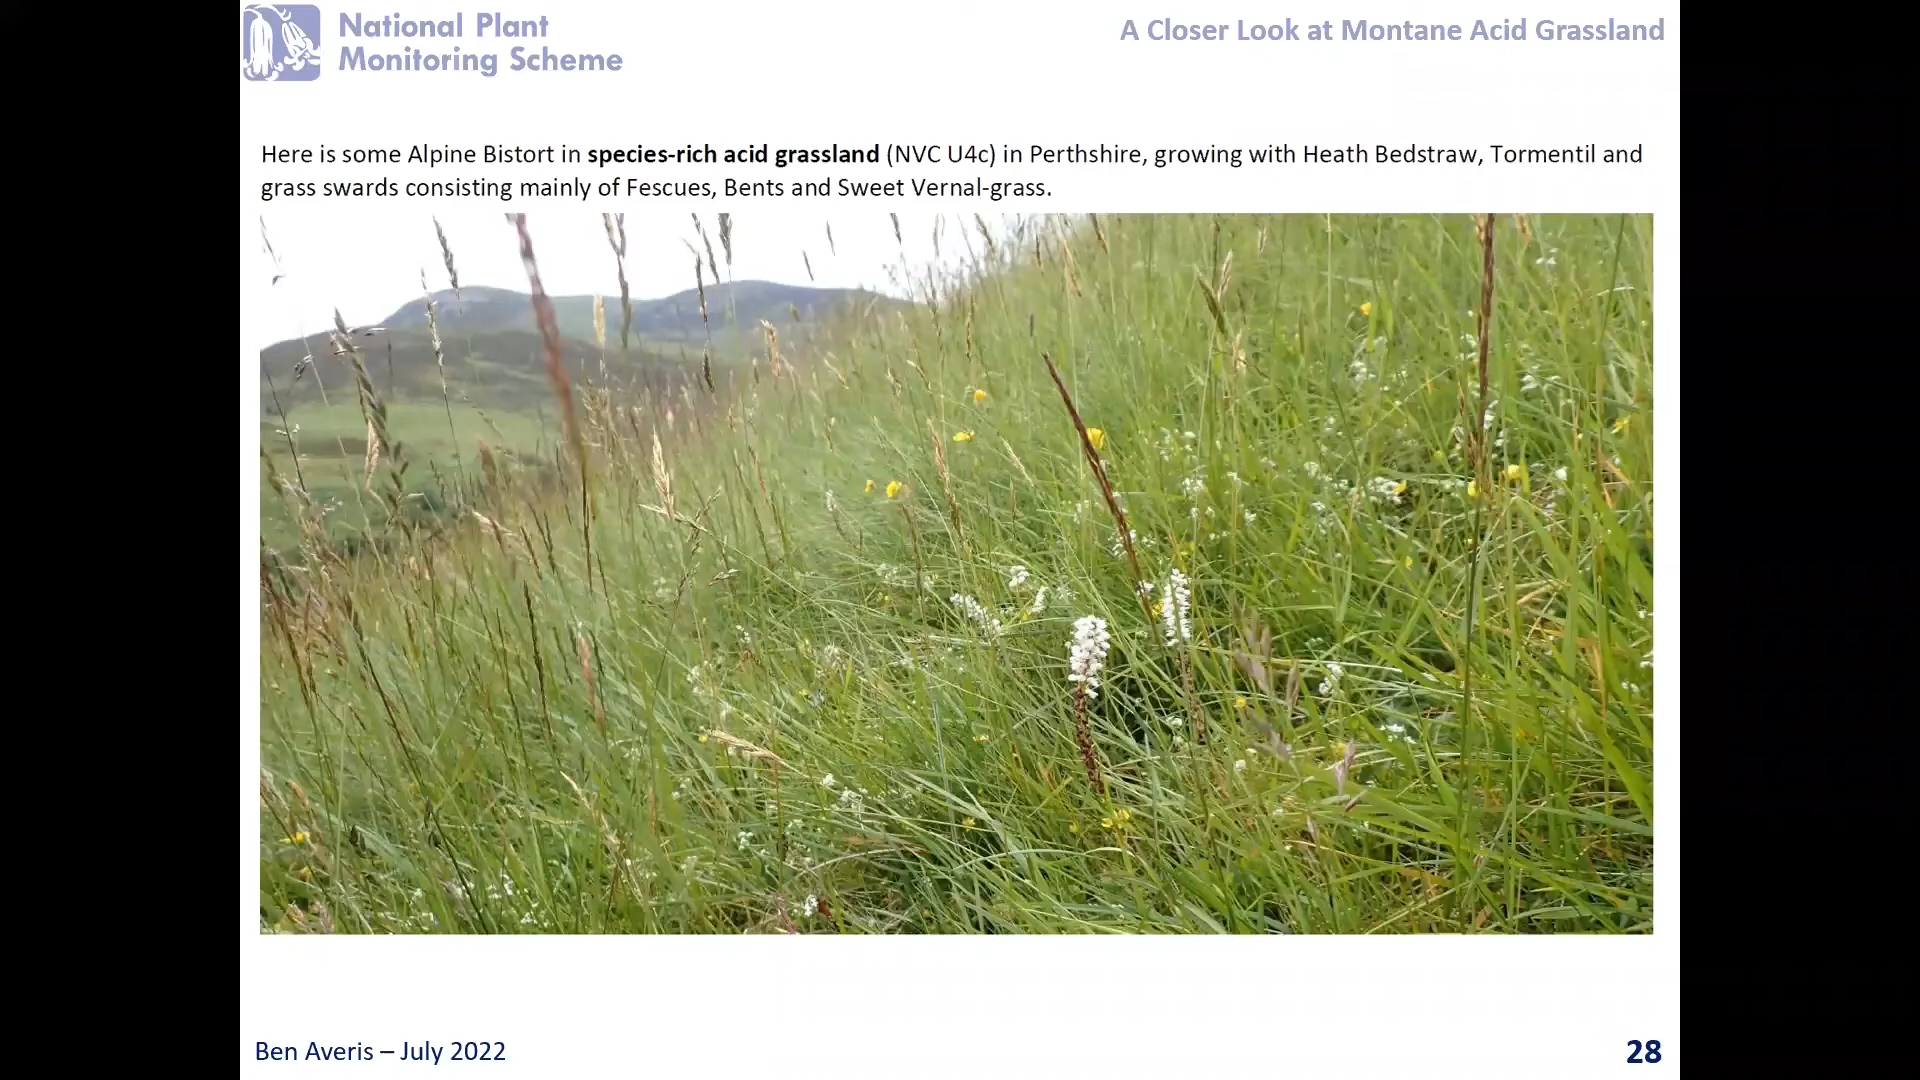 National Plant
Monitoring Scheme
A Closer Look at Montane Acid Grassland
Here is some Alpine Bistort in species-rich acid grassland (NVC U4c) in Perthshire, growing with Heath Bedstraw, Tormentil and
grass swards consisting mainly of Fescues, Bents and Sweet Vernal-grass.
Ben Averis – July 2022
28